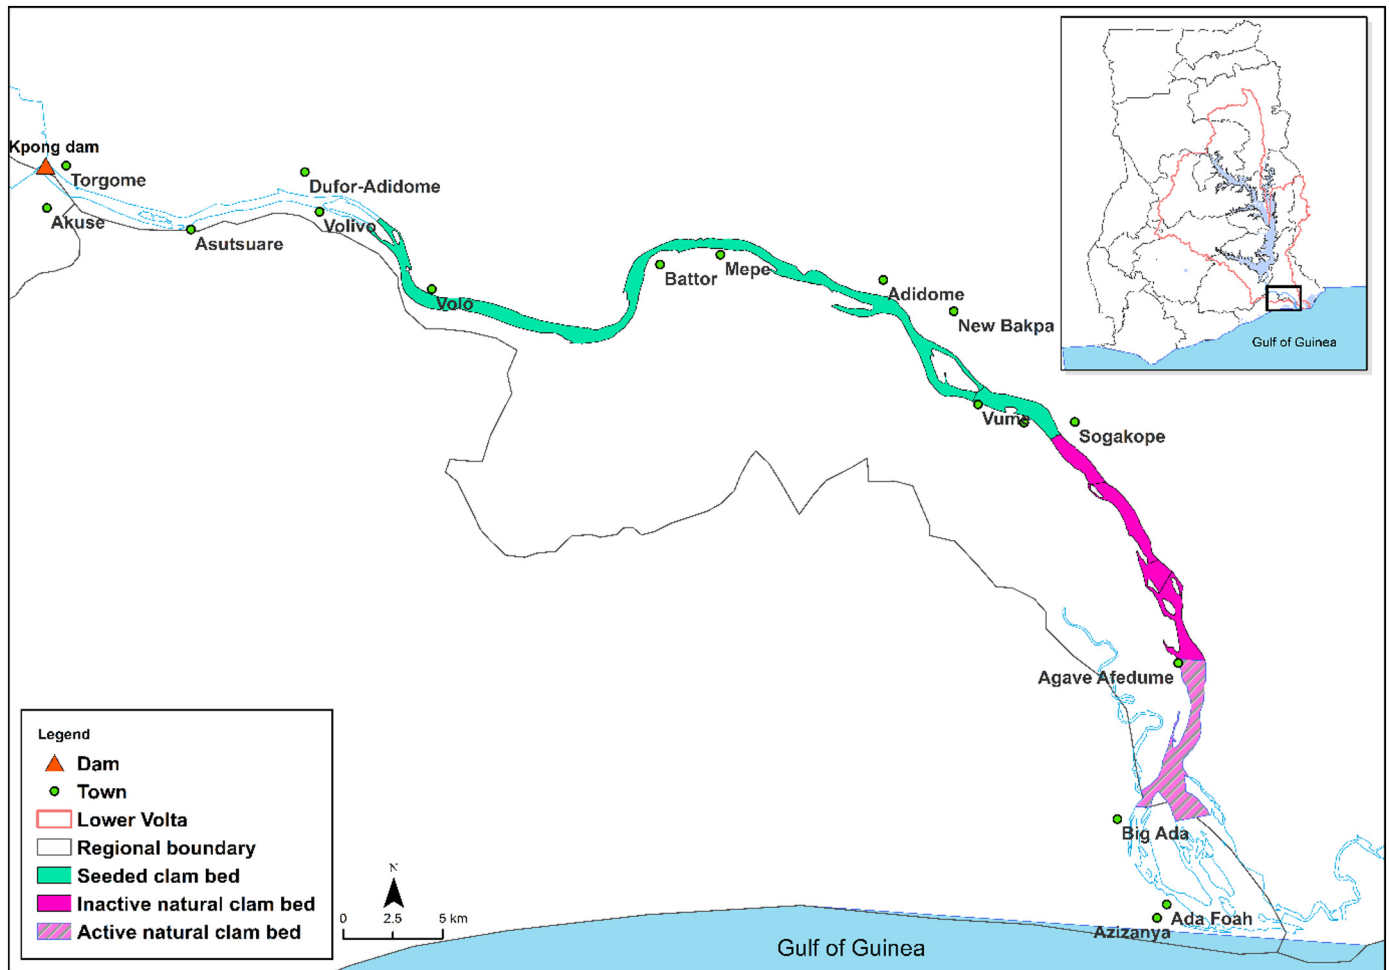 Kpong dam
Torgome
Akuse
Asutsuare
Dufor-Adidome
Volivo
Volo
Battor
Mepe
Adidome
New Bakpa
Vume
Sogakope
Agave Afedume
Big Ada
Ada Foah
Azizanya
Gulf of Guinea
Gulf of Guinea
Legend
Dam
Town
Lower Volta
Regional boundary
Seeded clam bed
Inactive natural clam bed
Active natural clam bed
N
0 2.5 5 km